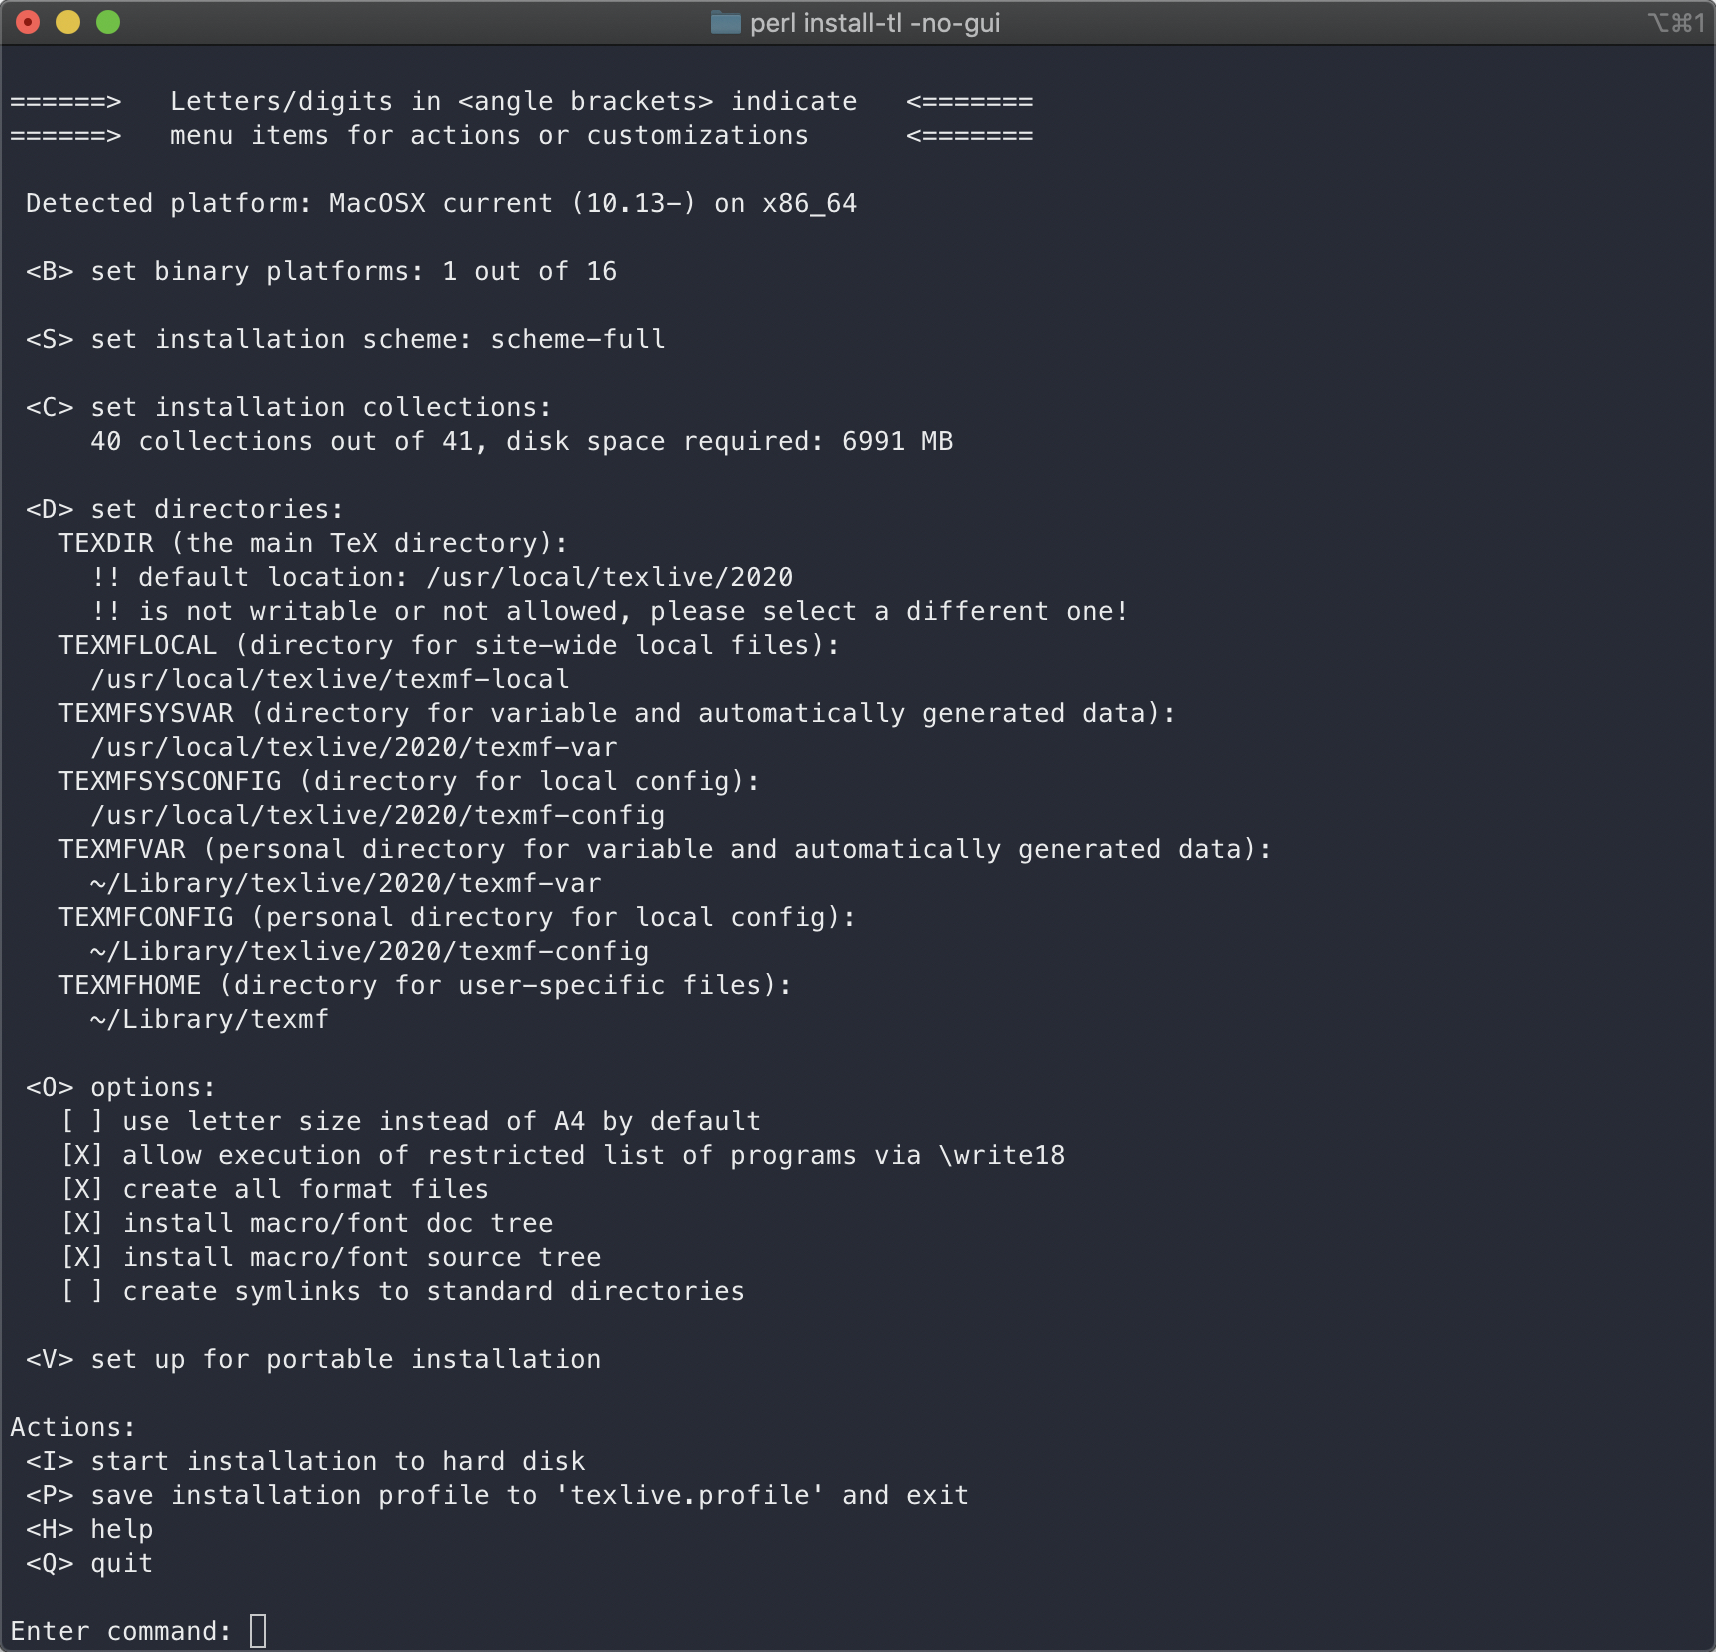 perl install-tl -no-gui ⌥⌘1
======>   Letters/digits in <angle brackets> indicate   <=======
======>   menu items for actions or customizations      <=======
 Detected platform: MacOSX current (10.13-) on x86_64
 <B> set binary platforms: 1 out of 16
 <S> set installation scheme: scheme-full
 <C> set installation collections:
     40 collections out of 41, disk space required: 6991 MB
 <D> set directories:
   TEXDIR (the main TeX directory):
     !! default location: /usr/local/texlive/2020
     !! is not writable or not allowed, please select a different one!
   TEXMFLOCAL (directory for site-wide local files):
     /usr/local/texlive/texmf-local
   TEXMFSYSVAR (directory for variable and automatically generated data):
     /usr/local/texlive/2020/texmf-var
   TEXMFSYSCONFIG (directory for local config):
     /usr/local/texlive/2020/texmf-config
   TEXMFVAR (personal directory for variable and automatically generated data):
     ~/Library/texlive/2020/texmf-var
   TEXMFCONFIG (personal directory for local config):
     ~/Library/texlive/2020/texmf-config
   TEXMFHOME (directory for user-specific files):
     ~/Library/texmf
 <O> options:
   [ ] use letter size instead of A4 by default
   [X] allow execution of restricted list of programs via \write18
   [X] create all format files
   [X] install macro/font doc tree
   [X] install macro/font source tree
   [ ] create symlinks to standard directories
 <V> set up for portable installation
Actions:
 <I> start installation to hard disk
 <P> save installation profile to 'texlive.profile' and exit
 <H> help
 <Q> quit
Enter command: